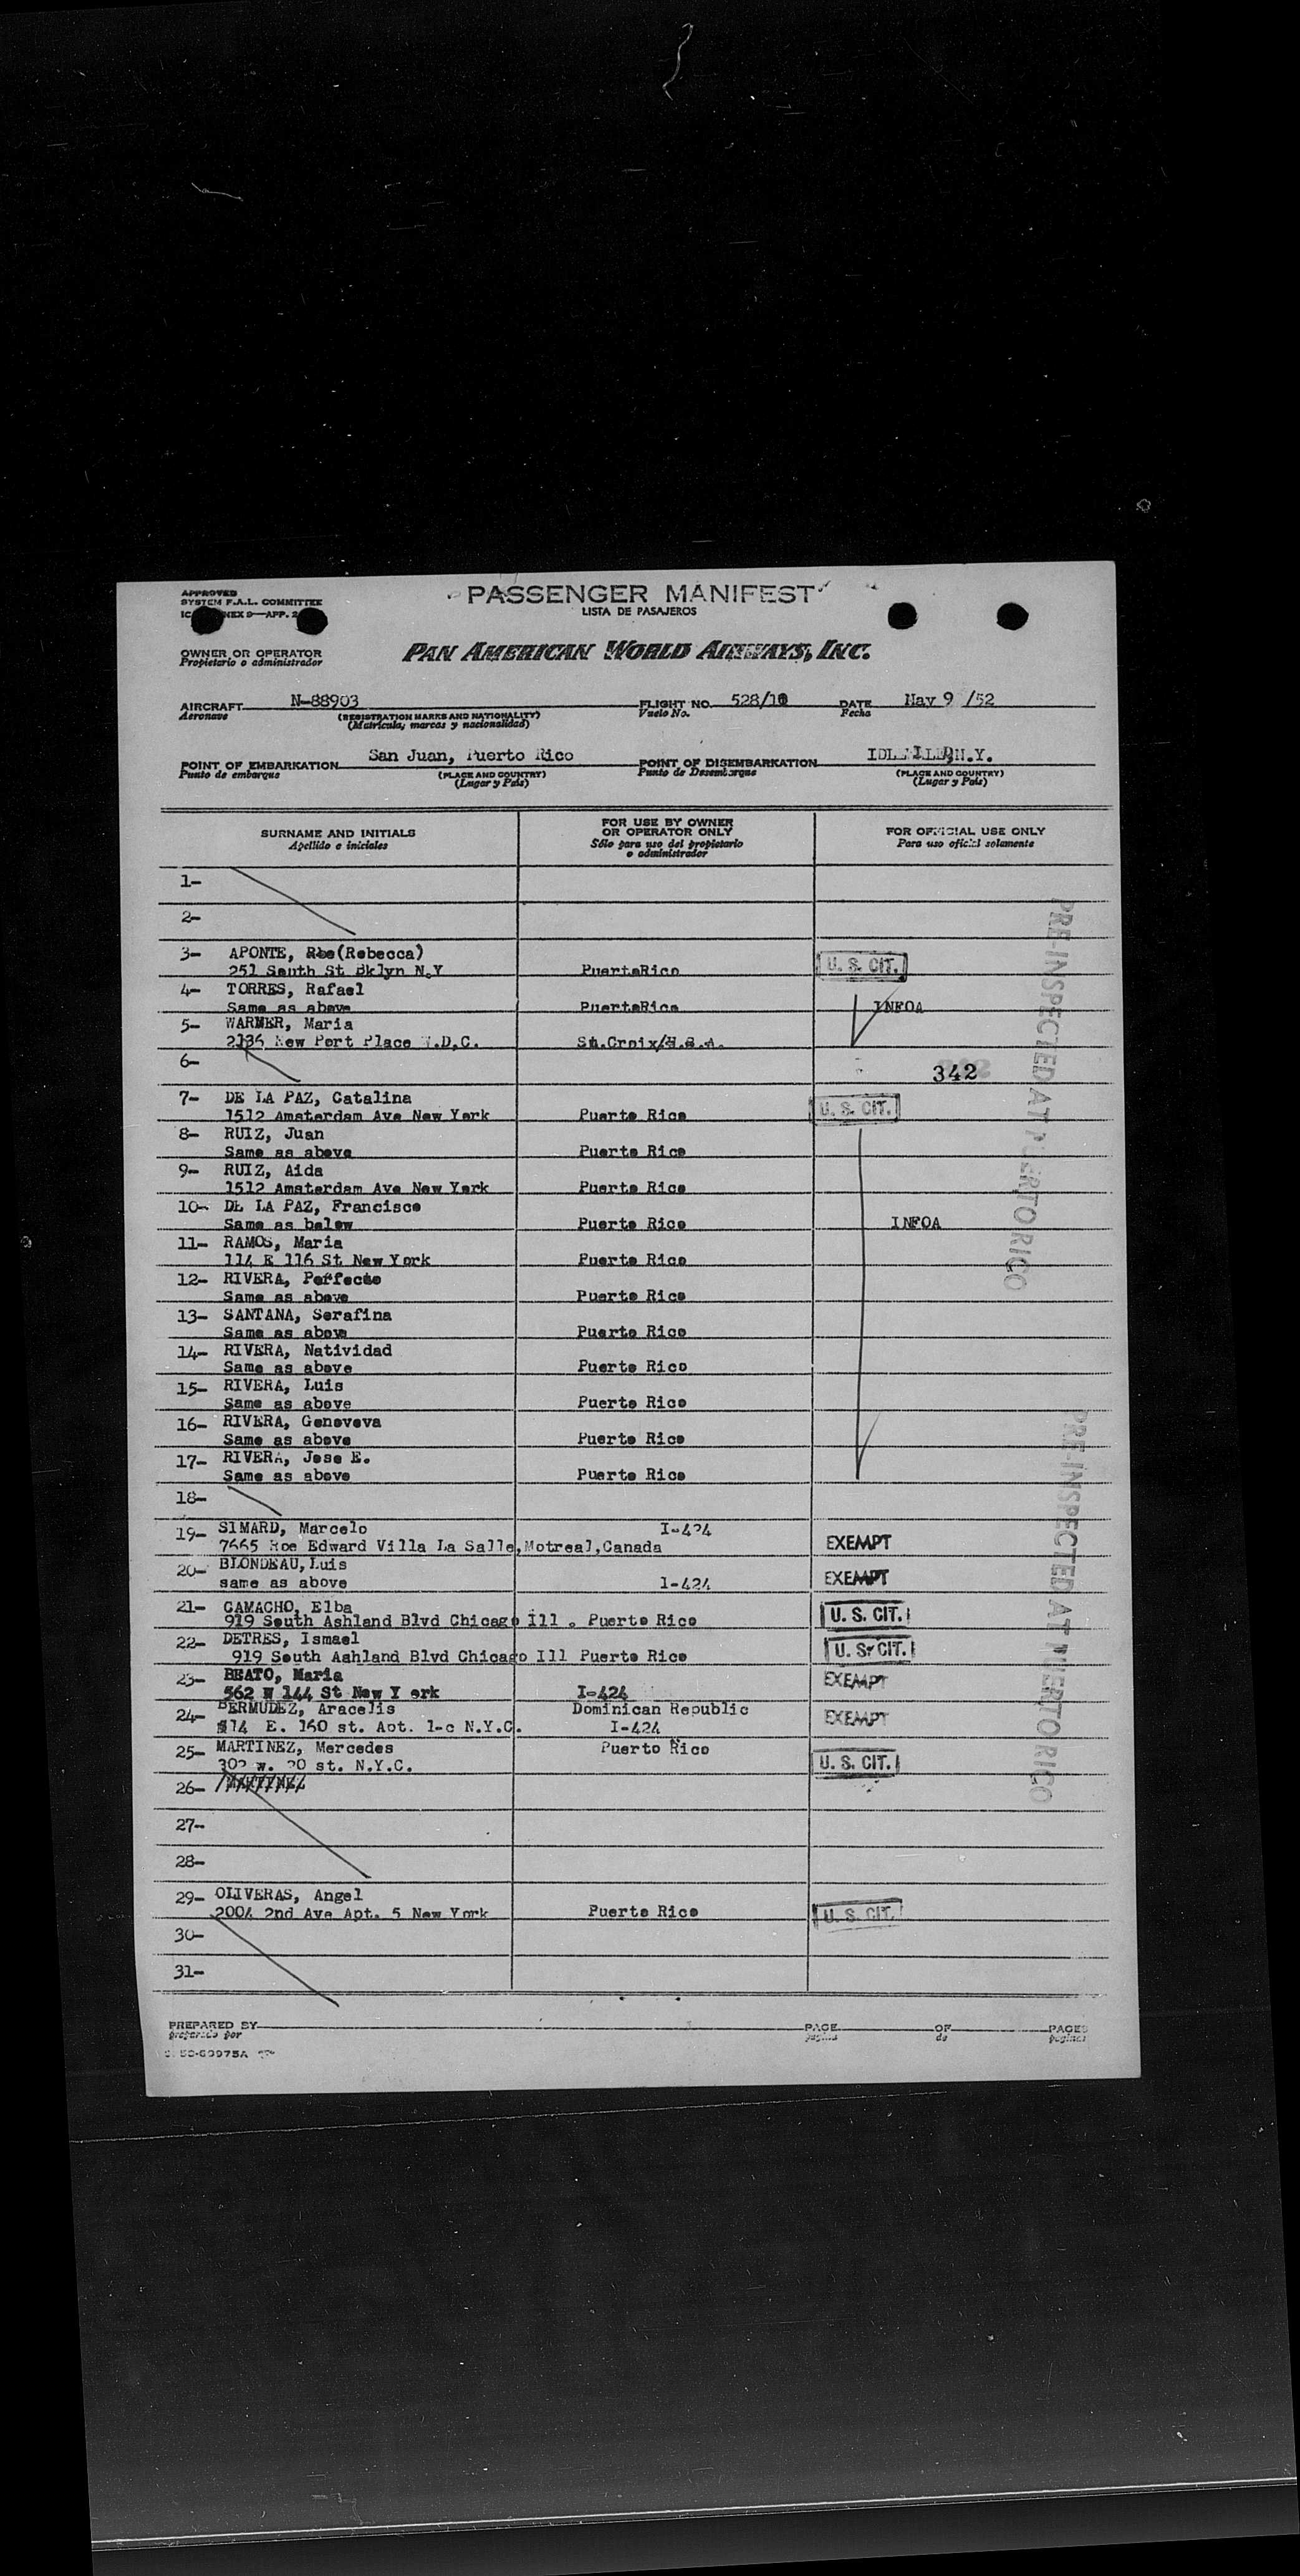 APPROVED
SYSTEM F.A.L. COMMITTEE
PASSENGER MANIFEST
LISTA DE PASAJEROS
OWNER OR OPERATOR
Propietario o administrador
PAN AMERICAN WORLD AIRWAYS, INC.
AIRCRAFT N-88903 FLIGHT NO. 528/10 DATE May 9 /52
Aeronave (REGISTRATION MARKS AND NATIONALITY) Vuelo No. Fecha
(Matrícula, marcas y nacionalidad)
POINT OF EMBARKATION San Juan, Puerto Rico POINT OF DISEMBARKATION N.Y.
Punto de embarque (PLACE AND COUNTRY) Punto de Desembarque (PLACE AND COUNTRY)
(Lugar y País) (Lugar y País)
SURNAME AND INITIALS
Apellido e iniciales
FOR USE BY OWNER
OR OPERATOR ONLY
Sólo para uso del propietario
o administrador
FOR OFFICIAL USE ONLY
Para uso oficial solamente
1-
2-
3- APONTE, (Rebecca)
251 South St Bklyn N.Y PuertoRico U. S. CIT.
4- TORRES, Rafael
Same as above PuertoRico INFOA
5- WARNER, Maria
New Port Place .D.C. St.Croix/
6- 342
7- DE LA PAZ, Catalina
1512 Amsterdam Ave New York Puerto Rico U. S. CIT.
8- RUIZ, Juan
Same as above Puerto Rico
9- RUIZ, Aida
1512 Amsterdam Ave New York Puerto Rico
10- DE LA PAZ, Francisco
Same as below Puerto Rico INFOA
11- RAMOS, Maria
114 E 116 St New York Puerto Rico
12- RIVERA, Perfecto
Same as above Puerto Rico
13- SANTANA, Serafina
Same as above Puerto Rico
14- RIVERA, Natividad
Same as above Puerto Rico
15- RIVERA, Luis
Same as above Puerto Rico
16- RIVERA, Genoveva
Same as above Puerto Rico
17- RIVERA, Jose E.
Same as above Puerto Rico
18-
19- SIMARD, Marcelo I-424
7665 Roe Edward Villa La Salle,Motreal,Canada EXEMPT
20- BLONDEAU,Luis
same as above I-424 EXEMPT
21- CAMACHO, Elba
919 South Ashland Blvd Chicago Ill . Puerto Rico U. S. CIT.
22- DETRES, Ismael
919 South Ashland Blvd Chicago Ill Puerto Rico U. S. CIT.
23- BEATO, Maria
562 W 144 St New Y ork I-424 EXEMPT
24- BERMUDEZ, Aracelis Dominican Republic
E. 160 st. Apt. 1-c N.Y.C. I-424 EXEMPT
25- MARTINEZ, Mercedes Puerto Rico
302 w. 20 st. N.Y.C. U. S. CIT.
26-
27-
28-
29- OLIVERAS, Angel
2004 2nd Ave Apt. 5 New York Puerto Rico U. S. CIT.
30-
31-
PREPARED BY PAGE OF PAGES
preparado por página de páginas
PRE-INSPECTED AT PUERTO RICO
PRE-INSPECTED AT PUERTO RICO